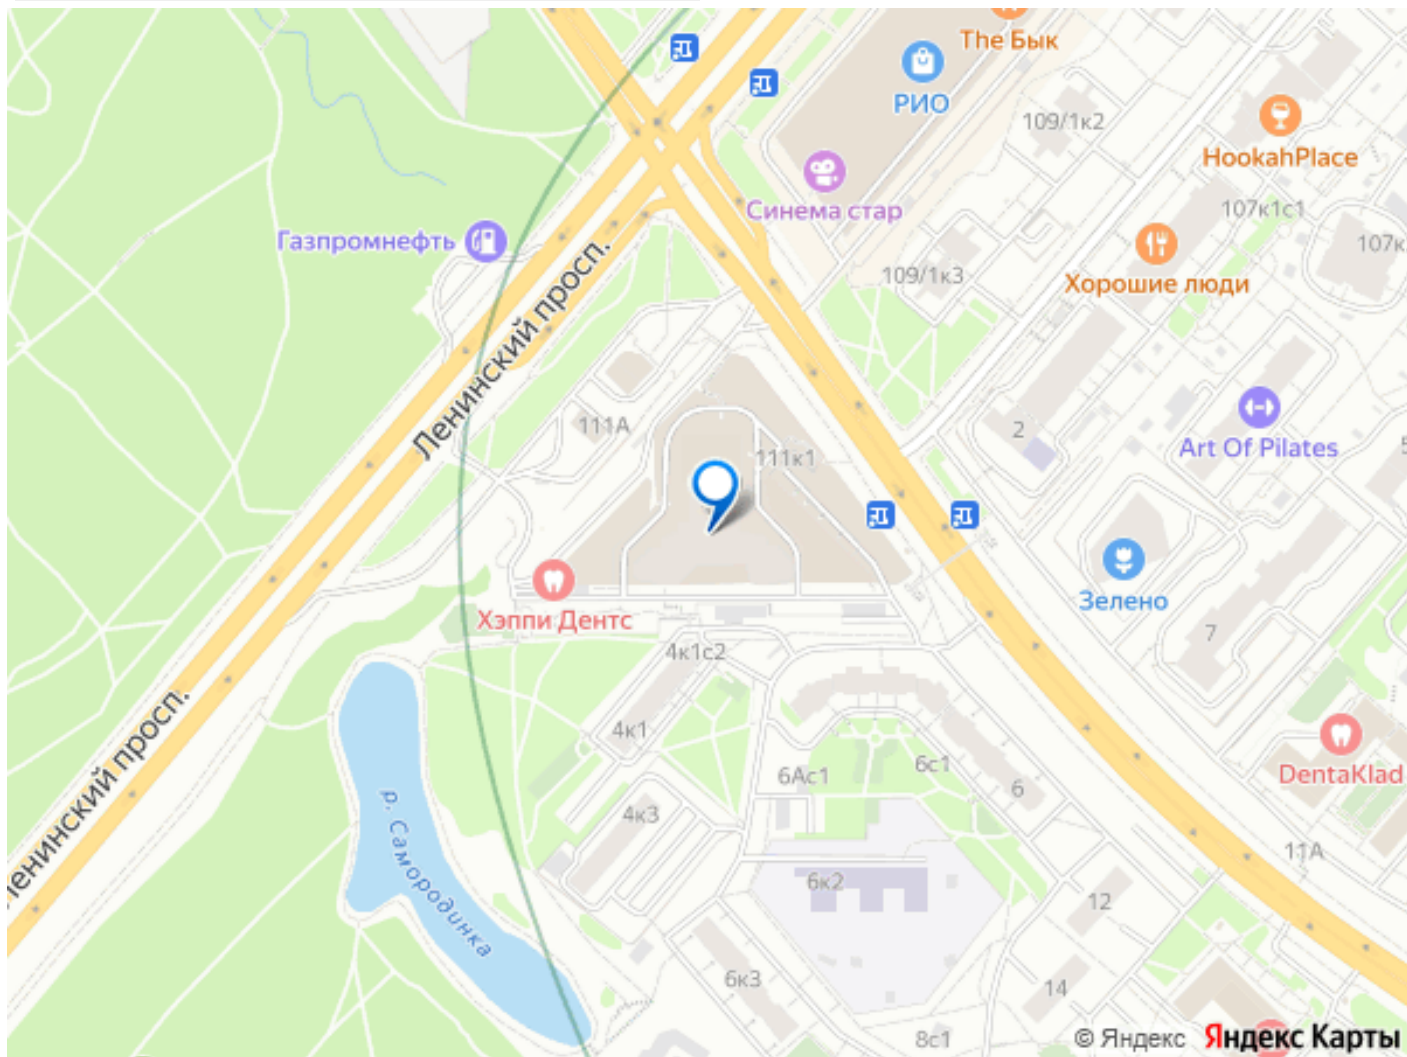 The Бык
РИО
109/1к2
HookahPlace
Синема стар
107к1с1
Газпромнефть
107к
109/1к3
Хорошие люди
Ленинский просп.
111А
2
Art Of Pilates
111к1
Зелено
Хэппи Дентс
7
4к1с2
Ленинский просп.
4к1
6с1
DentaKlad
6Ас1
6
р. Самородинка
4к3
11А
6к2
12
6к3
14
8с1
© Яндекс Яндекс Карты